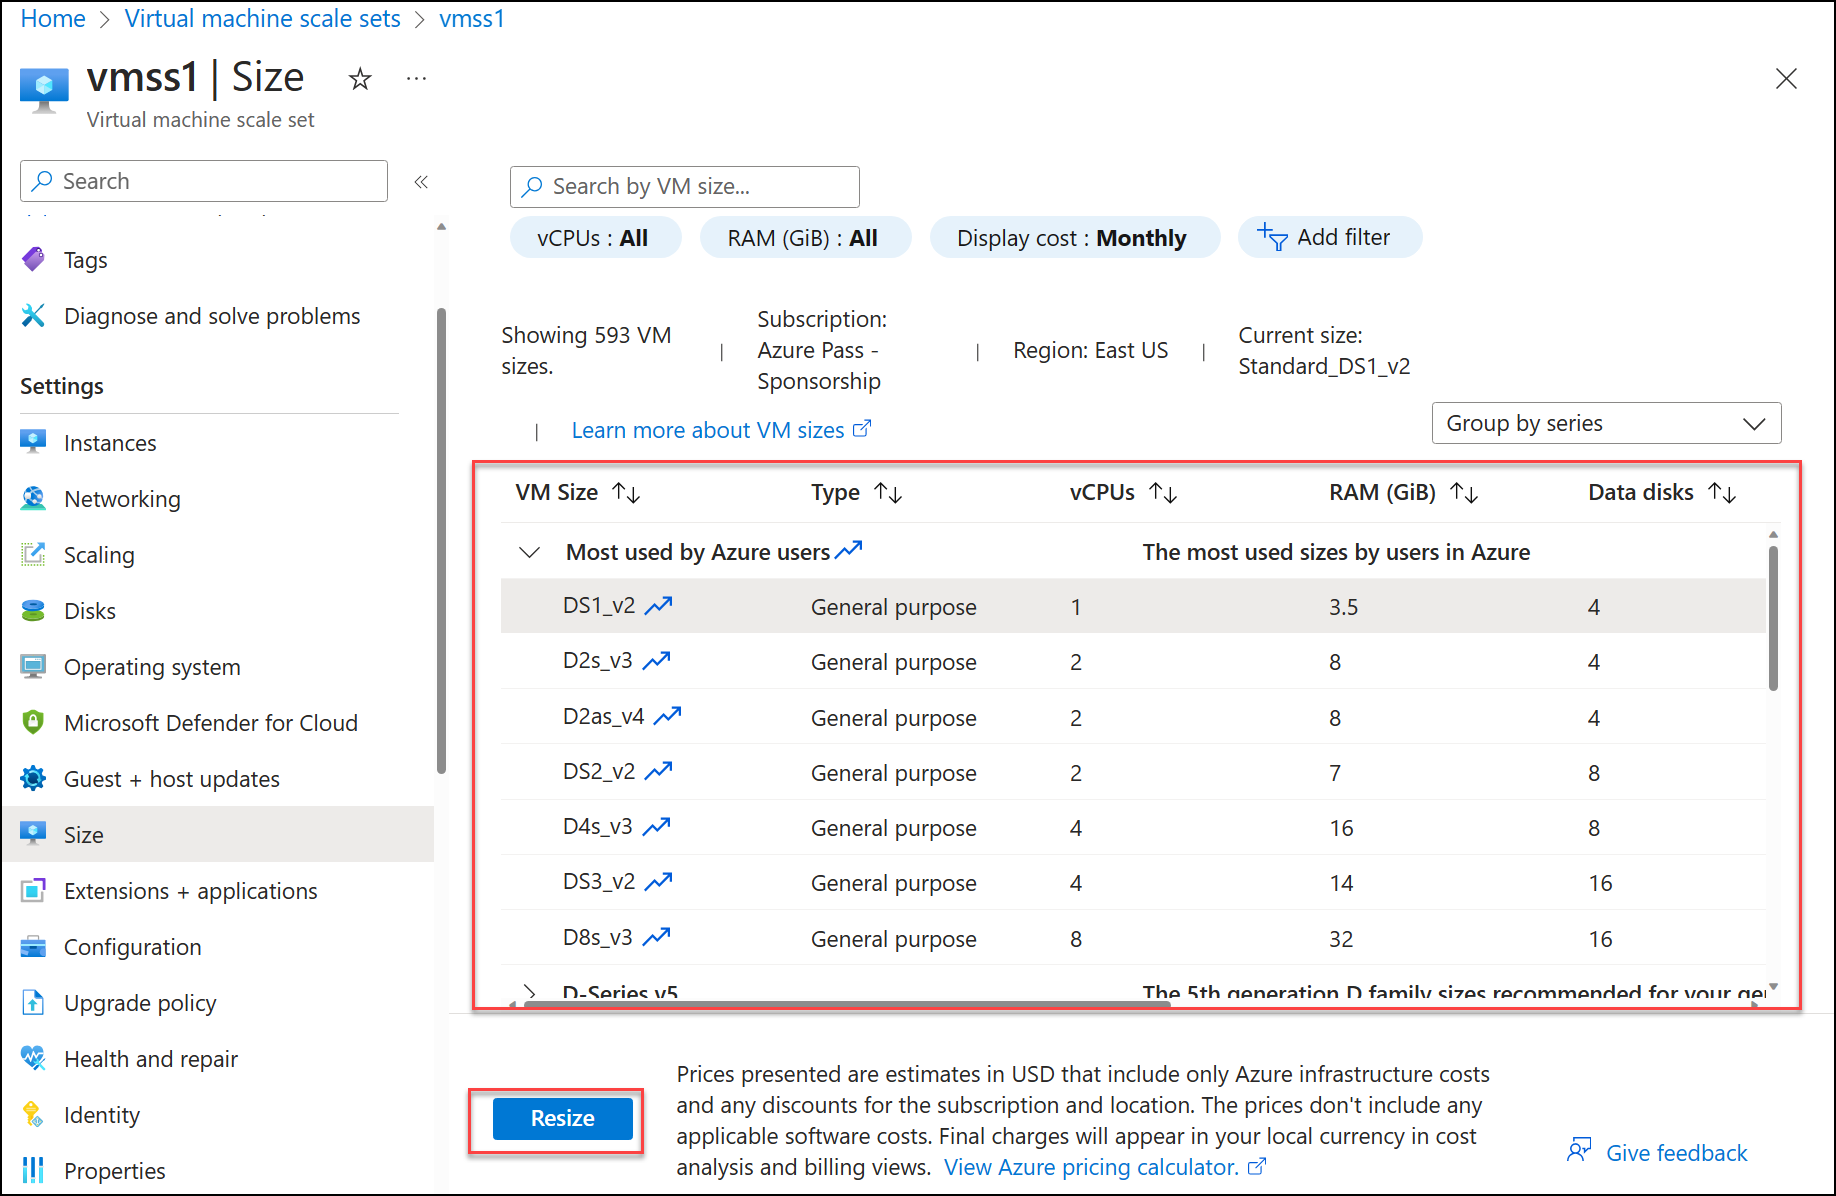 Home > Virtual machine scale sets > vmss1
vmss1 | Size
Virtual machine scale set
Search
Tags
Diagnose and solve problems
Settings
Instances
Networking
Scaling
Disks
Operating system
Microsoft Defender for Cloud
Guest + host updates
Size
Extensions + applications
Configuration
Upgrade policy
Health and repair
Identity
Properties
Search by VM size...
vCPUs : All RAM (GiB) : All Display cost : Monthly Add filter
Showing 593 VM
sizes.
|
Subscription:
Azure Pass -
Sponsorship
| Region: East US |
Current size:
Standard_DS1_v2
| Learn more about VM sizes
Group by series
VM Size Type vCPUs RAM (GiB) Data disks
Most used by Azure users The most used sizes by users in Azure
DS1_v2 General purpose 1 3.5 4
D2s_v3 General purpose 2 8 4
D2as_v4 General purpose 2 8 4
DS2_v2 General purpose 2 7 8
D4s_v3 General purpose 4 16 8
DS3_v2 General purpose 4 14 16
D8s_v3 General purpose 8 32 16
D-Series v5 The 5th generation D family sizes recommended for your
Resize
Prices presented are estimates in USD that include only Azure infrastructure costs
and any discounts for the subscription and location. The prices don't include any
applicable software costs. Final charges will appear in your local currency in cost
analysis and billing views. View Azure pricing calculator.
Give feedback